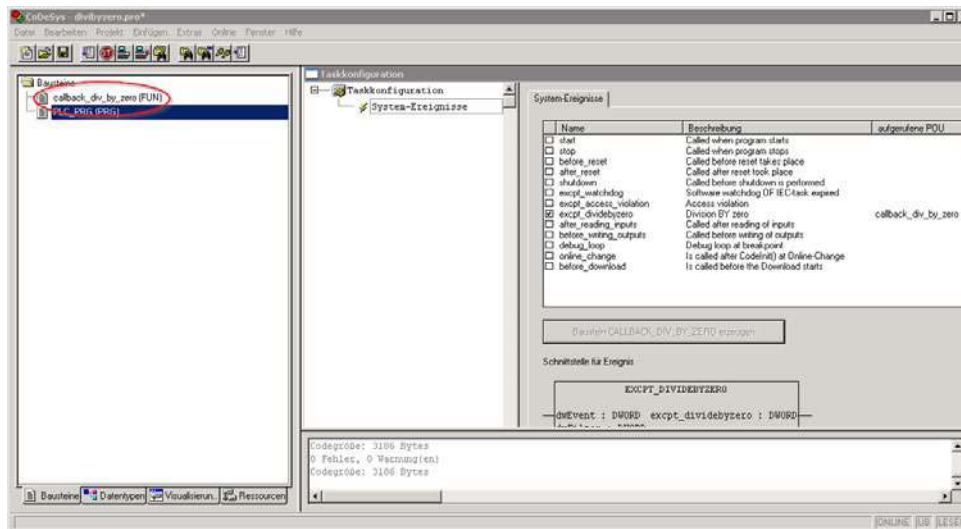 CoDeSys - divibyzero.pro*
Datei Bearbeiten Projekt Einfügen Extras Online Fenster Hilfe
Bausteine
callback_div_by_zero (FUN)
PLC_PRG (PRG)
Bausteine Datentypen Visualisierun... Ressourcen
Taskkonfiguration
Taskkonfiguration
System-Ereignisse
System-Ereignisse
Name Beschreibung aufgerufene POU
start Called when program starts
stop Called when program stops
before_reset Called before reset takes place
after_reset Called after reset took place
shutdown Called before shutdown is performed
excpt_watchdog Software watchdog OF IEC-task expired
excpt_access_violation Access violation
excpt_dividebyzero Division BY zero callback_div_by_zero
after_reading_inputs Called after reading of inputs
before_writing_outputs Called before writing of outputs
debug_loop Debug loop at breakpoint
online_change Is called after CodeInit() at Online-Change
before_download Is called before the Download starts
Baustein CALLBACK_DIV_BY_ZERO erzeugen
Schnittstelle für Ereignis
EXCPT_DIVIDEBYZERO
dwEvent : DWORD excpt_dividebyzero : DWORD
Codegröße: 3106 Bytes
0 Fehler, 0 Warnung(en)
Codegröße: 3106 Bytes
ONLINE ÜB LESE